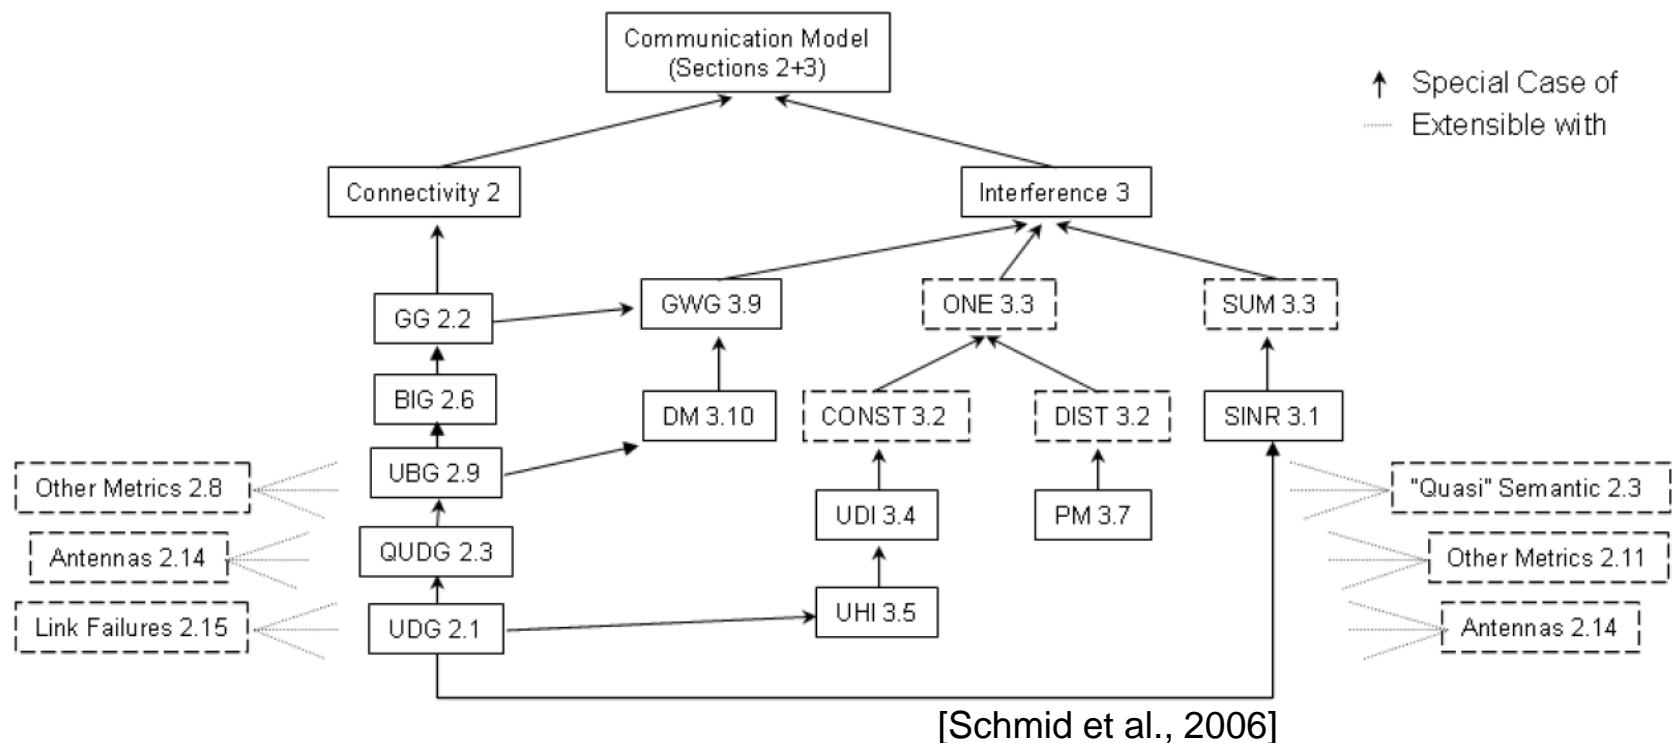 Communication Model
(Sections 2+3)
Special Case of
Extensible with
Connectivity 2
Interference 3
GG 2.2
GWG 3.9
ONE 3.3
SUM 3.3
BIG 2.6
DM 3.10
CONST 3.2
DIST 3.2
SINR 3.1
Other Metrics 2.8
UBG 2.9
"Quasi" Semantic 2.3
UDI 3.4
PM 3.7
Antennas 2.14
QUDG 2.3
Other Metrics 2.11
Link Failures 2.15
UDG 2.1
UHI 3.5
Antennas 2.14
[Schmid et al., 2006]